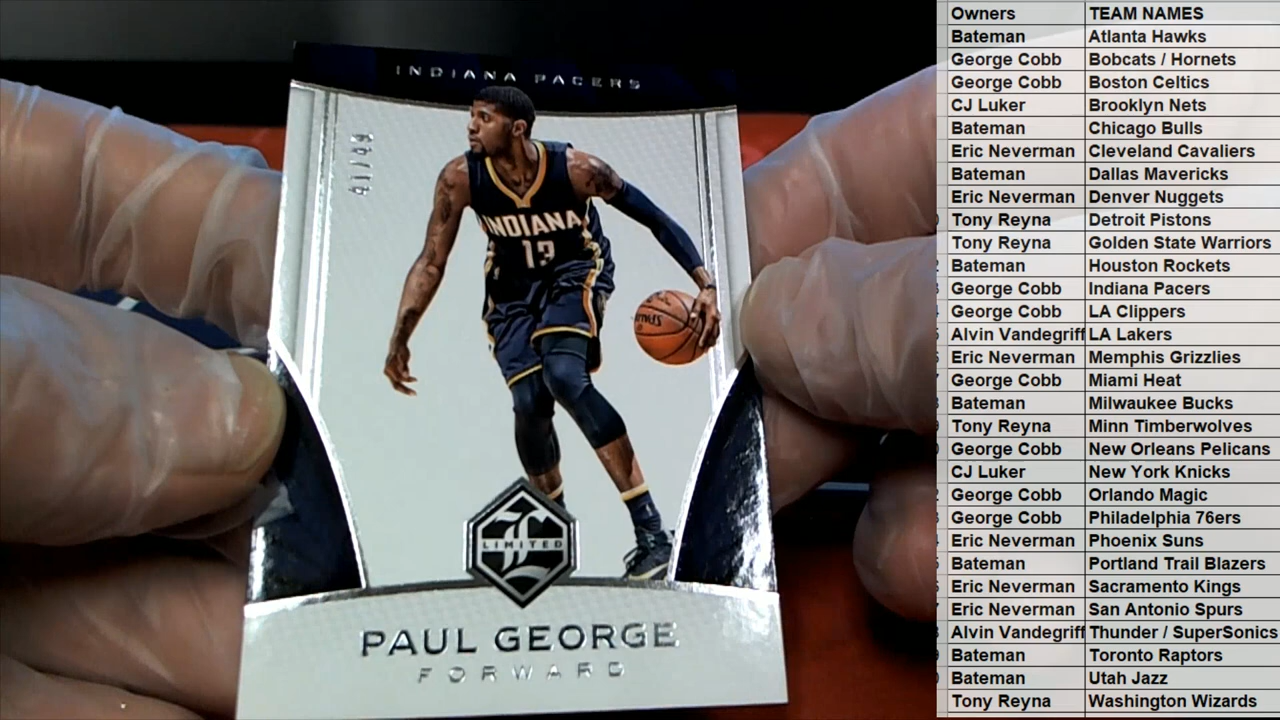 INDIANA PACERS
41/49
INDIANA
13
SPALDING
LIMITED
PAUL GEORGE
FORWARD
Owners TEAM NAMES
Bateman Atlanta Hawks
George Cobb Bobcats / Hornets
George Cobb Boston Celtics
CJ Luker Brooklyn Nets
Bateman Chicago Bulls
Eric Neverman Cleveland Cavaliers
Bateman Dallas Mavericks
Eric Neverman Denver Nuggets
Tony Reyna Detroit Pistons
Tony Reyna Golden State Warriors
Bateman Houston Rockets
George Cobb Indiana Pacers
George Cobb LA Clippers
Alvin Vandegriff LA Lakers
Eric Neverman Memphis Grizzlies
George Cobb Miami Heat
Bateman Milwaukee Bucks
Tony Reyna Minn Timberwolves
George Cobb New Orleans Pelicans
CJ Luker New York Knicks
George Cobb Orlando Magic
George Cobb Philadelphia 76ers
Eric Neverman Phoenix Suns
Bateman Portland Trail Blazers
Eric Neverman Sacramento Kings
Eric Neverman San Antonio Spurs
Alvin Vandegriff Thunder / SuperSonics
Bateman Toronto Raptors
Bateman Utah Jazz
Tony Reyna Washington Wizards